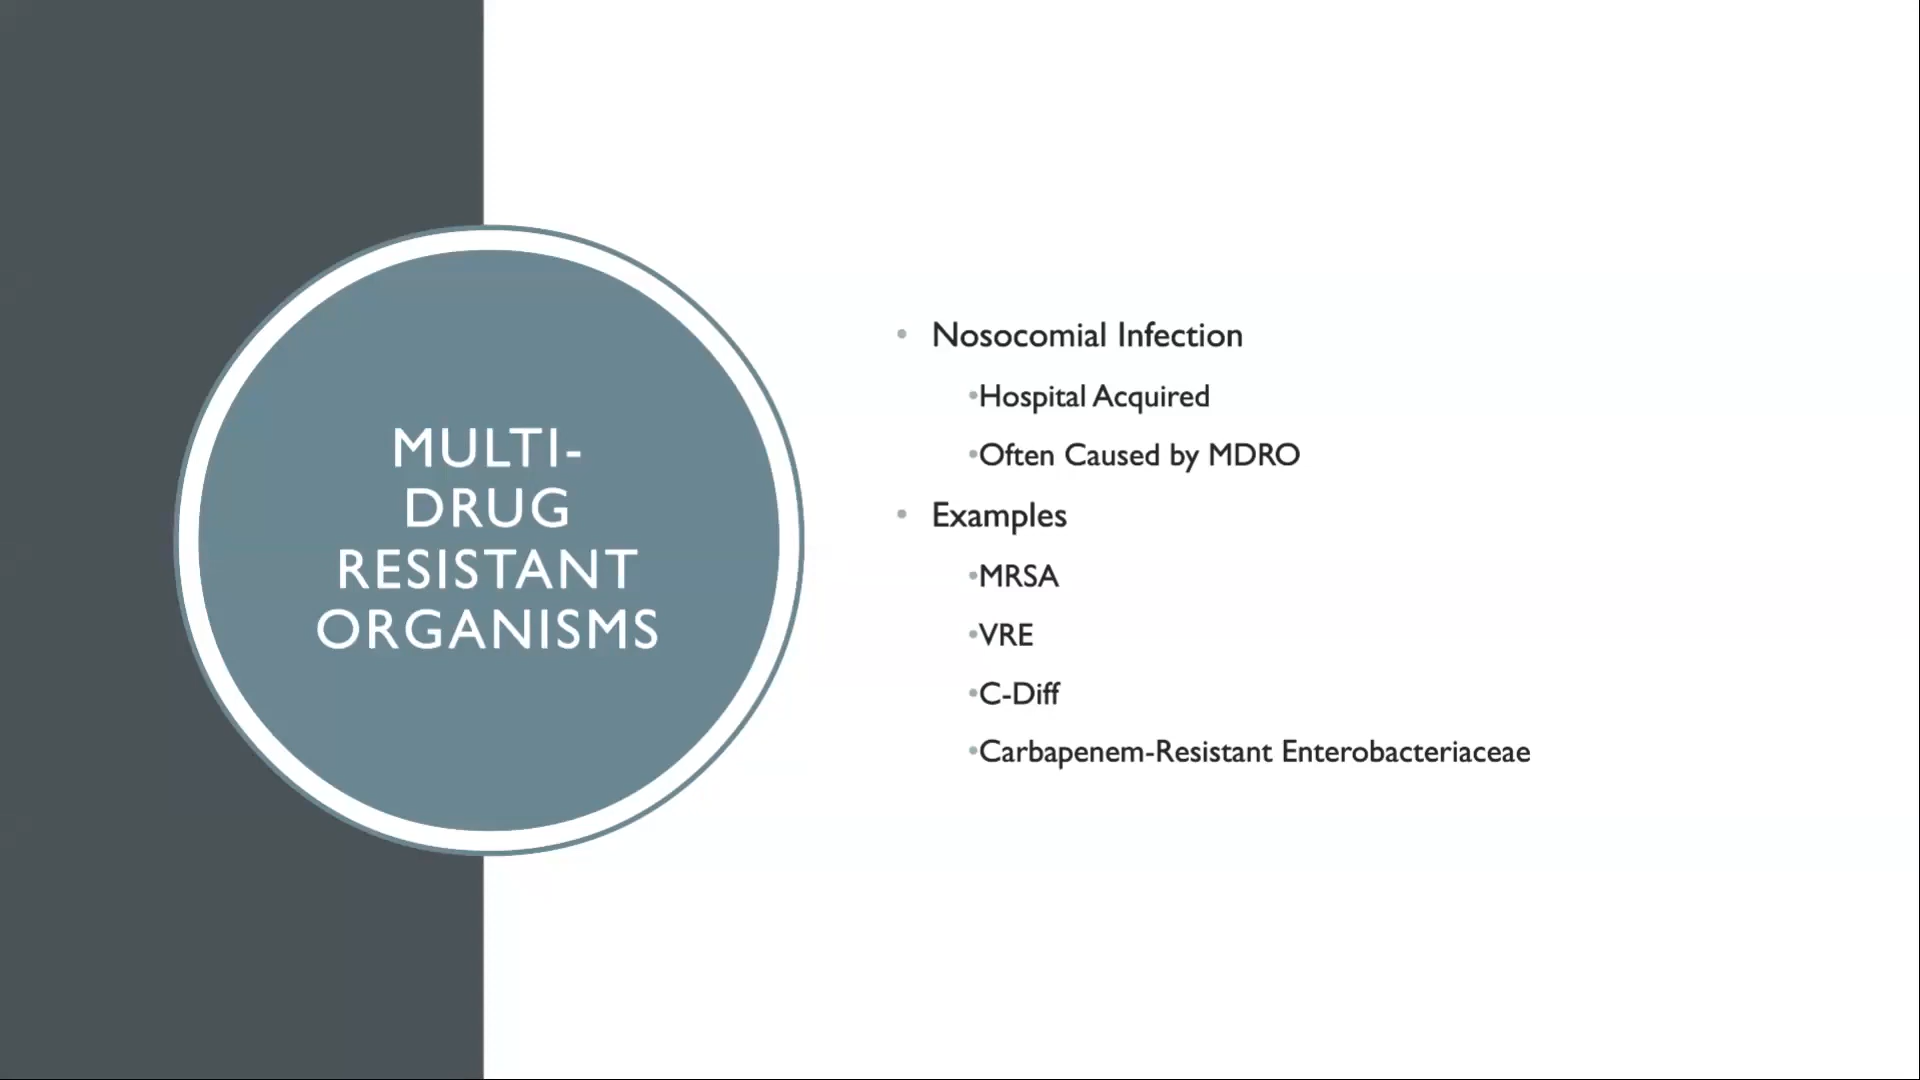 MULTI-
DRUG
RESISTANT
ORGANISMS
• Nosocomial Infection
•Hospital Acquired
•Often Caused by MDRO
• Examples
•MRSA
•VRE
•C-Diff
•Carbapenem-Resistant Enterobacteriaceae